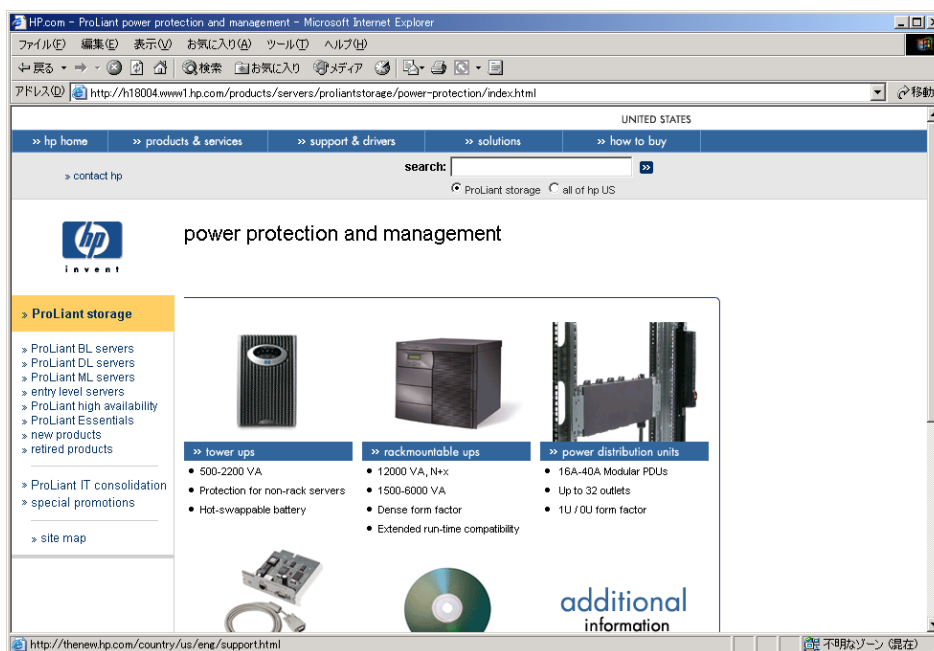 HP.com - ProLiant power protection and management - Microsoft Internet Explorer
ファイル(F) 編集(E) 表示(V) お気に入り(A) ツール(T) ヘルプ(H)
戻る 検索 お気に入り メディア
アドレス(D) http://h18004.www1.hp.com/products/servers/proliantstorage/power-protection/index.html 移動
UNITED STATES
» hp home » products & services » support & drivers » solutions » how to buy
search: »
» contact hp
ProLiant storage all of hp US
hp
invent
power protection and management
» ProLiant storage
» ProLiant BL servers
» ProLiant DL servers
» ProLiant ML servers
» entry level servers
» ProLiant high availability
» ProLiant Essentials
» new products
» retired products
» ProLiant IT consolidation
» special promotions
» site map
» tower ups
• 500-2200 VA
• Protection for non-rack servers
• Hot-swappable battery
» rackmountable ups
• 12000 VA, N+x
• 1500-6000 VA
• Dense form factor
• Extended run-time compatibility
» power distribution units
• 16A-40A Modular PDUs
• Up to 32 outlets
• 1U / 0U form factor
additional
information
http://thenew.hp.com/country/us/eng/support.html 不明なゾーン (混在)